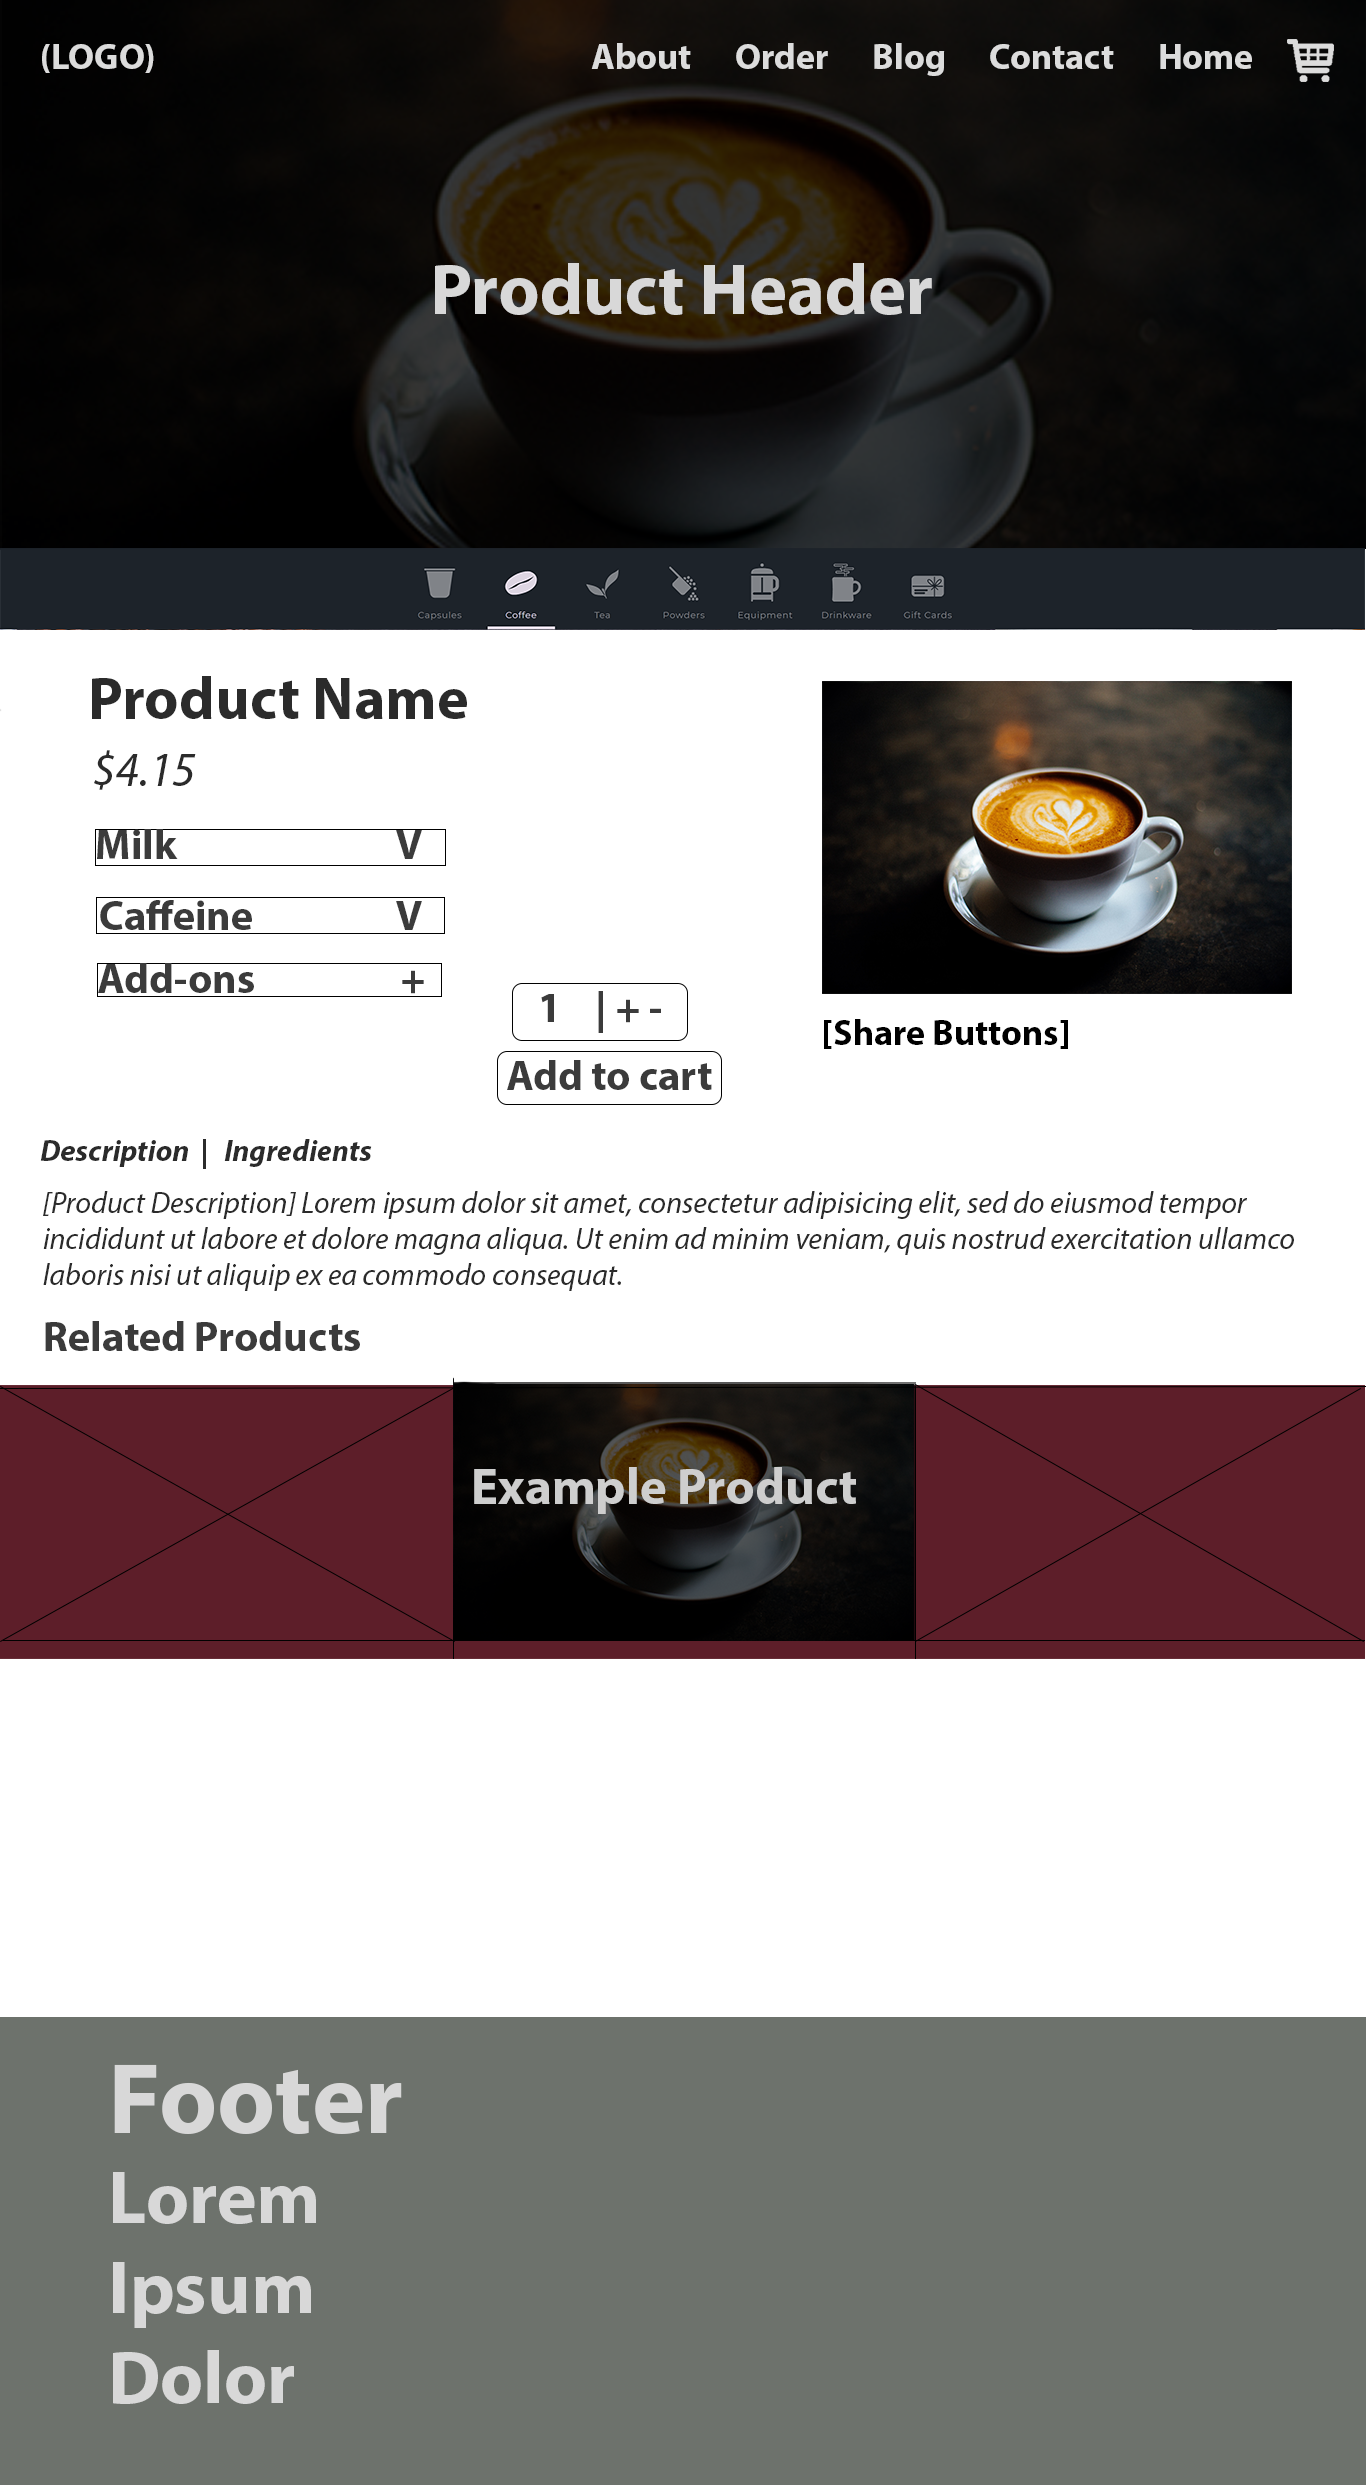 (LOGO) About Order Blog Contact Home
Product Header
Capsules Coffee Tea Powders Equipment Drinkware Gift Cards
Product Name
$4.15
Milk V
Caffeine V
Add-ons +
1 | + -
Add to cart
[Share Buttons]
Description | Ingredients
[Product Description] Lorem ipsum dolor sit amet, consectetur adipisicing elit, sed do eiusmod tempor
incididunt ut labore et dolore magna aliqua. Ut enim ad minim veniam, quis nostrud exercitation ullamco
laboris nisi ut aliquip ex ea commodo consequat.
Related Products
Example Product
Footer
Lorem
Ipsum
Dolor